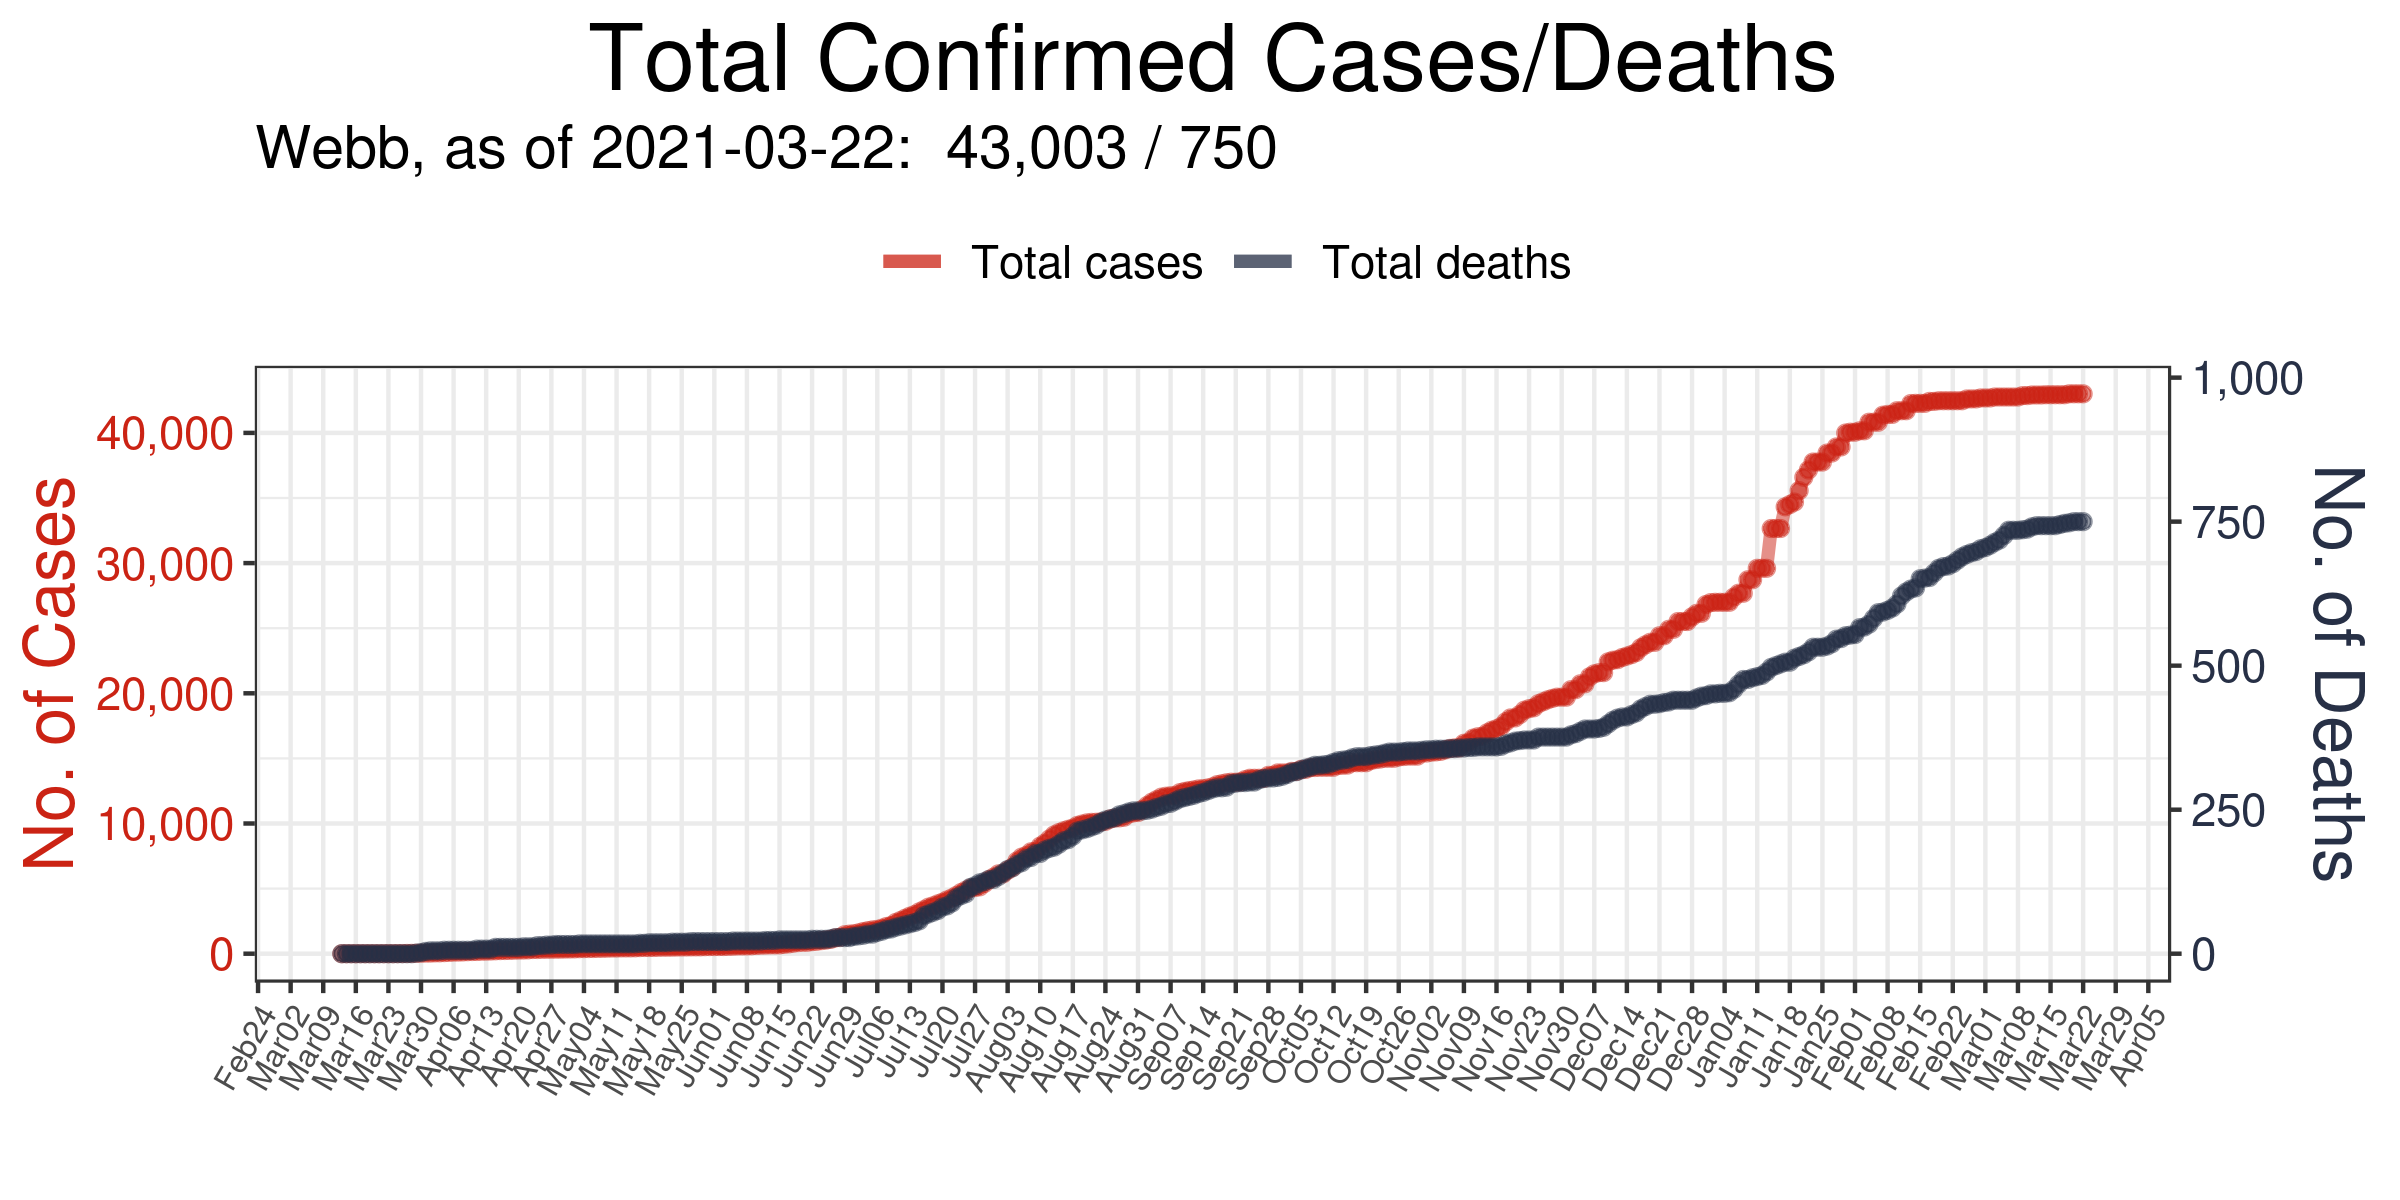 Total Confirmed Cases/Deaths
Webb, as of 2021-03-22:  43,003 / 750
Total cases
Total deaths
No. of Cases
40,000
30,000
20,000
10,000
0
1,000
750
500
250
0
No. of Deaths
Feb24
Mar02
Mar09
Mar16
Mar23
Mar30
Apr06
Apr13
Apr20
Apr27
May04
May11
May18
May25
Jun01
Jun08
Jun15
Jun22
Jun29
Jul06
Jul13
Jul20
Jul27
Aug03
Aug10
Aug17
Aug24
Aug31
Sep07
Sep14
Sep21
Sep28
Oct05
Oct12
Oct19
Oct26
Nov02
Nov09
Nov16
Nov23
Nov30
Dec07
Dec14
Dec21
Dec28
Jan04
Jan11
Jan18
Jan25
Feb01
Feb08
Feb15
Feb22
Mar01
Mar08
Mar15
Mar22
Mar29
Apr05